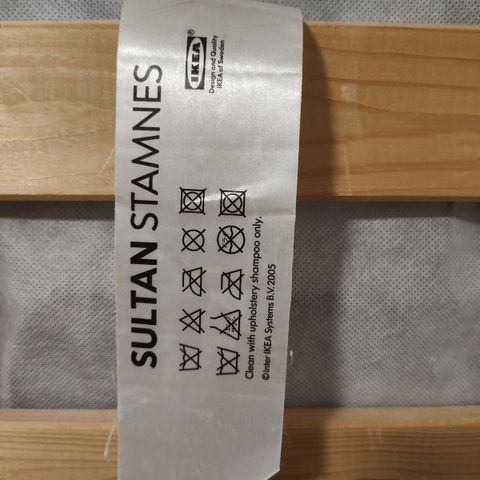 SULTAN STAMNES
IKEA
Design and Quality
IKEA of Sweden
Clean with upholstery shampoo only.
©Inter IKEA Systems B.V. 2005